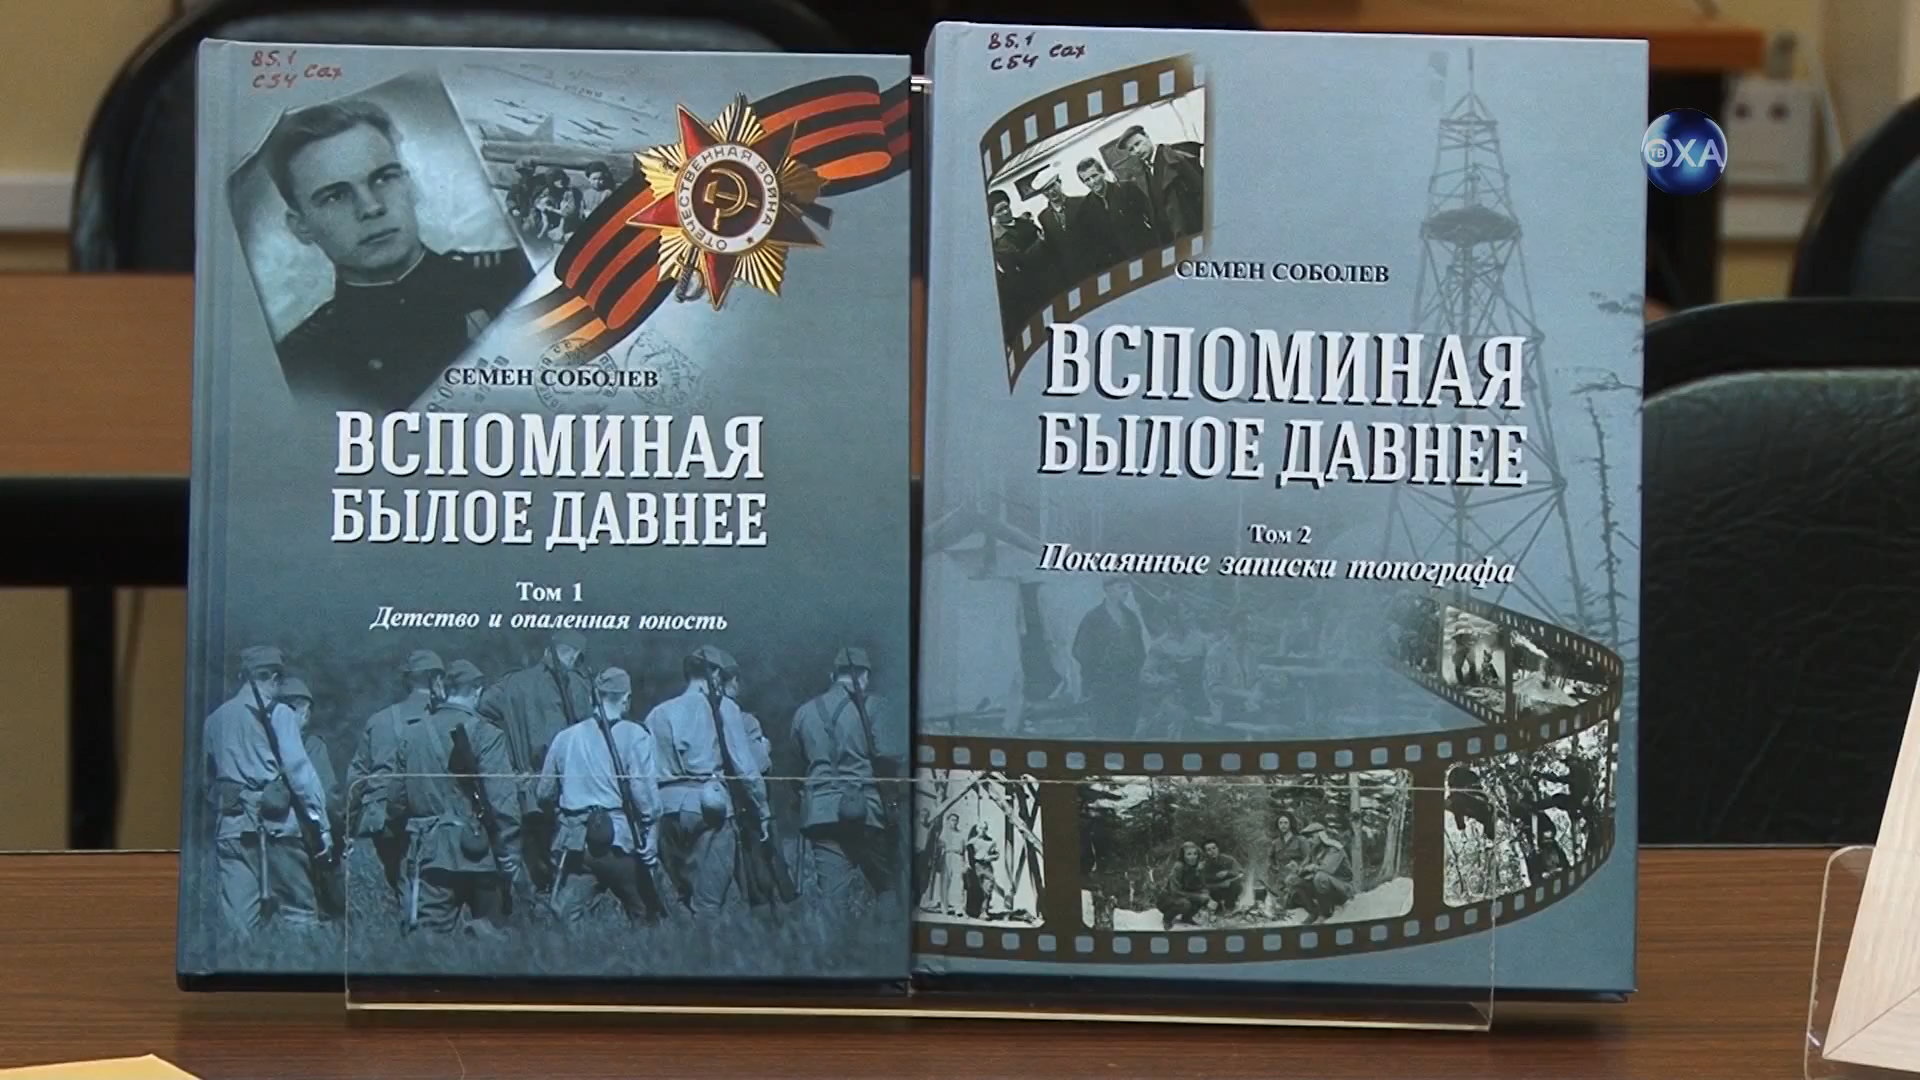 85.1
С54 сах
ОТЕЧЕСТВЕННАЯ ВОЙНА
СЕМЕН СОБОЛЕВ
ВСПОМИНАЯ
БЫЛОЕ ДАВНЕЕ
Том 1
Детство и опаленная юность
85.1
С54 сах
СЕМЕН СОБОЛЕВ
ВСПОМИНАЯ
БЫЛОЕ ДАВНЕЕ
Том 2
Покаянные записки топографа
ТВ ОХА